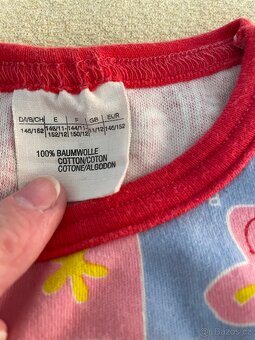 D/I/B/CH E F GB EUR
146/152 146/11- 144/11- 11/12 146/152
152/12 150/12
100% BAUMWOLLE
COTTON/COTON
COTONE/ALGODON